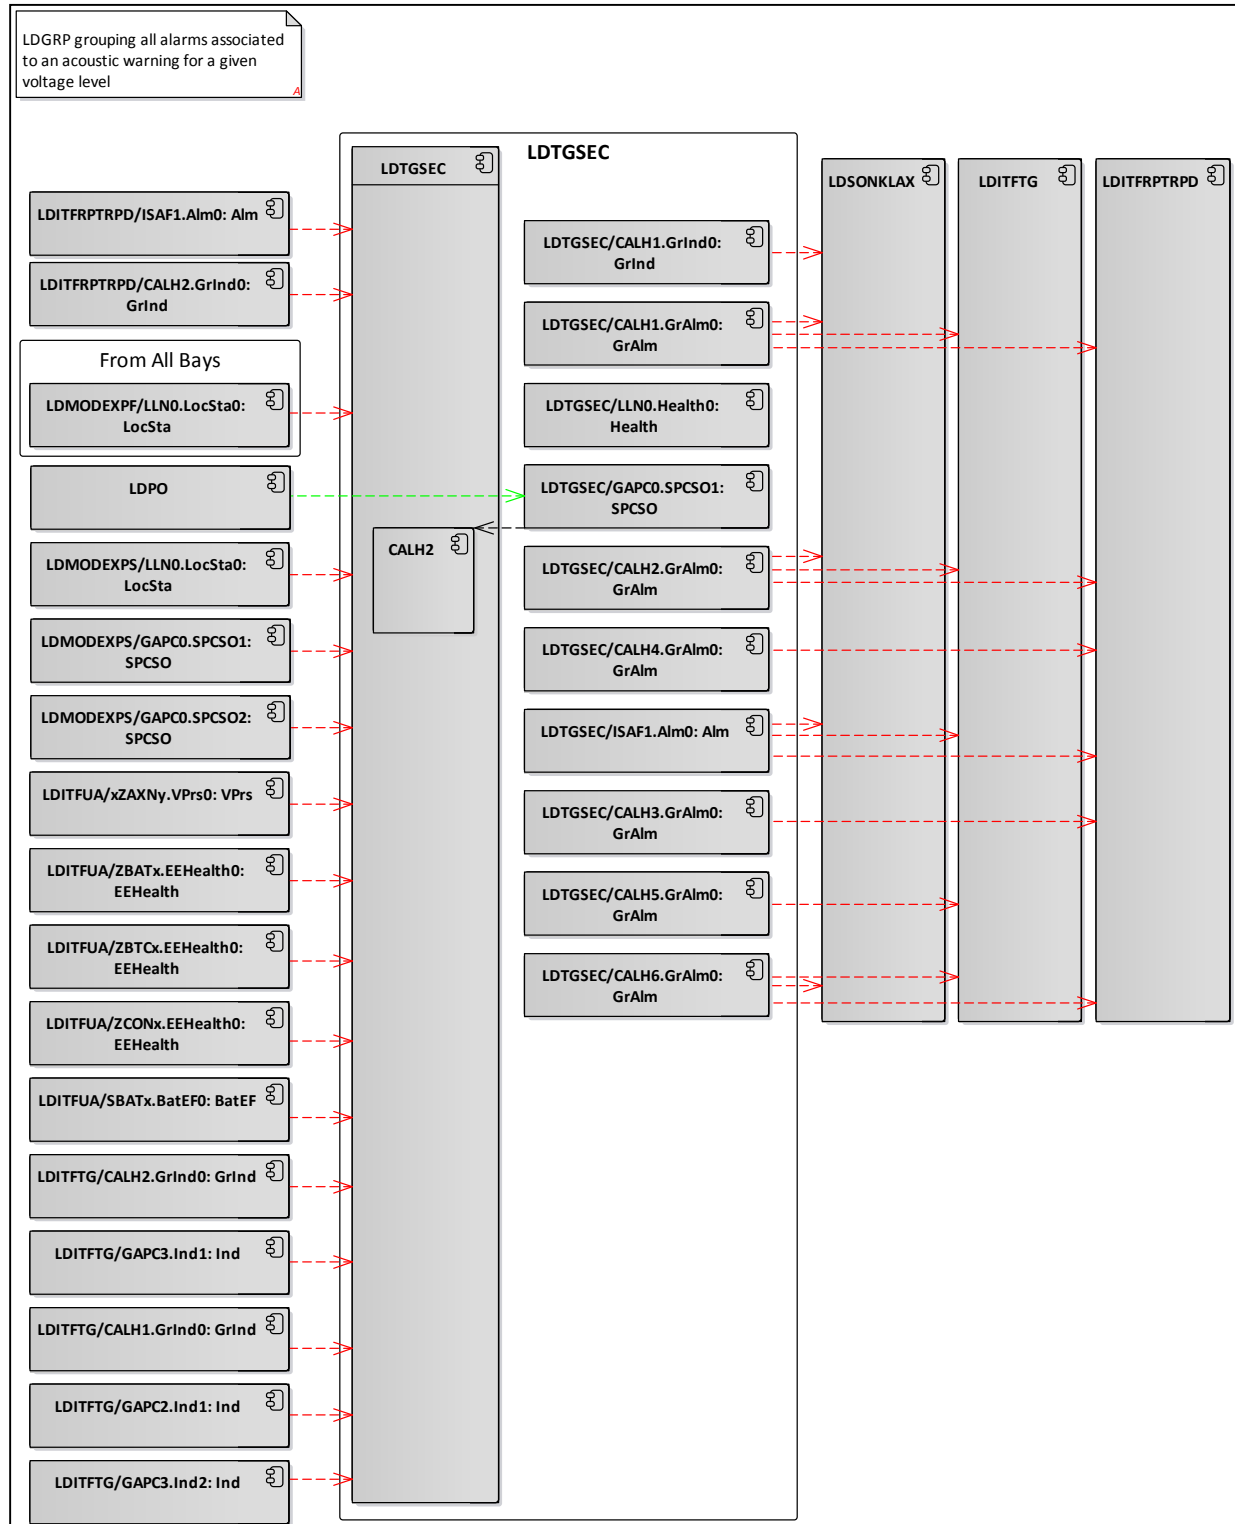 LDGRP grouping all alarms associated
to an acoustic warning for a given
voltage level
A
LDTGSEC
LDTGSEC
LDSONKLAX
LDITFTG
LDITFRPTRPD
LDITFRPTRPD/ISAF1.Alm0: Alm
LDITFRPTRPD/CALH2.GrInd0:
GrInd
From All Bays
LDMODEXPF/LLN0.LocSta0:
LocSta
LDPO
LDMODEXPS/LLN0.LocSta0:
LocSta
LDMODEXPS/GAPC0.SPCSO1:
SPCSO
LDMODEXPS/GAPC0.SPCSO2:
SPCSO
LDITFUA/xZAXNy.VPrs0: VPrs
LDITFUA/ZBATx.EEHealth0:
EEHealth
LDITFUA/ZBTCx.EEHealth0:
EEHealth
LDITFUA/ZCONx.EEHealth0:
EEHealth
LDITFUA/SBATx.BatEF0: BatEF
LDITFTG/CALH2.GrInd0: GrInd
LDITFTG/GAPC3.Ind1: Ind
LDITFTG/CALH1.GrInd0: GrInd
LDITFTG/GAPC2.Ind1: Ind
LDITFTG/GAPC3.Ind2: Ind
CALH2
LDTGSEC/CALH1.GrInd0:
GrInd
LDTGSEC/CALH1.GrAlm0:
GrAlm
LDTGSEC/LLN0.Health0:
Health
LDTGSEC/GAPC0.SPCSO1:
SPCSO
LDTGSEC/CALH2.GrAlm0:
GrAlm
LDTGSEC/CALH4.GrAlm0:
GrAlm
LDTGSEC/ISAF1.Alm0: Alm
LDTGSEC/CALH3.GrAlm0:
GrAlm
LDTGSEC/CALH5.GrAlm0:
GrAlm
LDTGSEC/CALH6.GrAlm0:
GrAlm